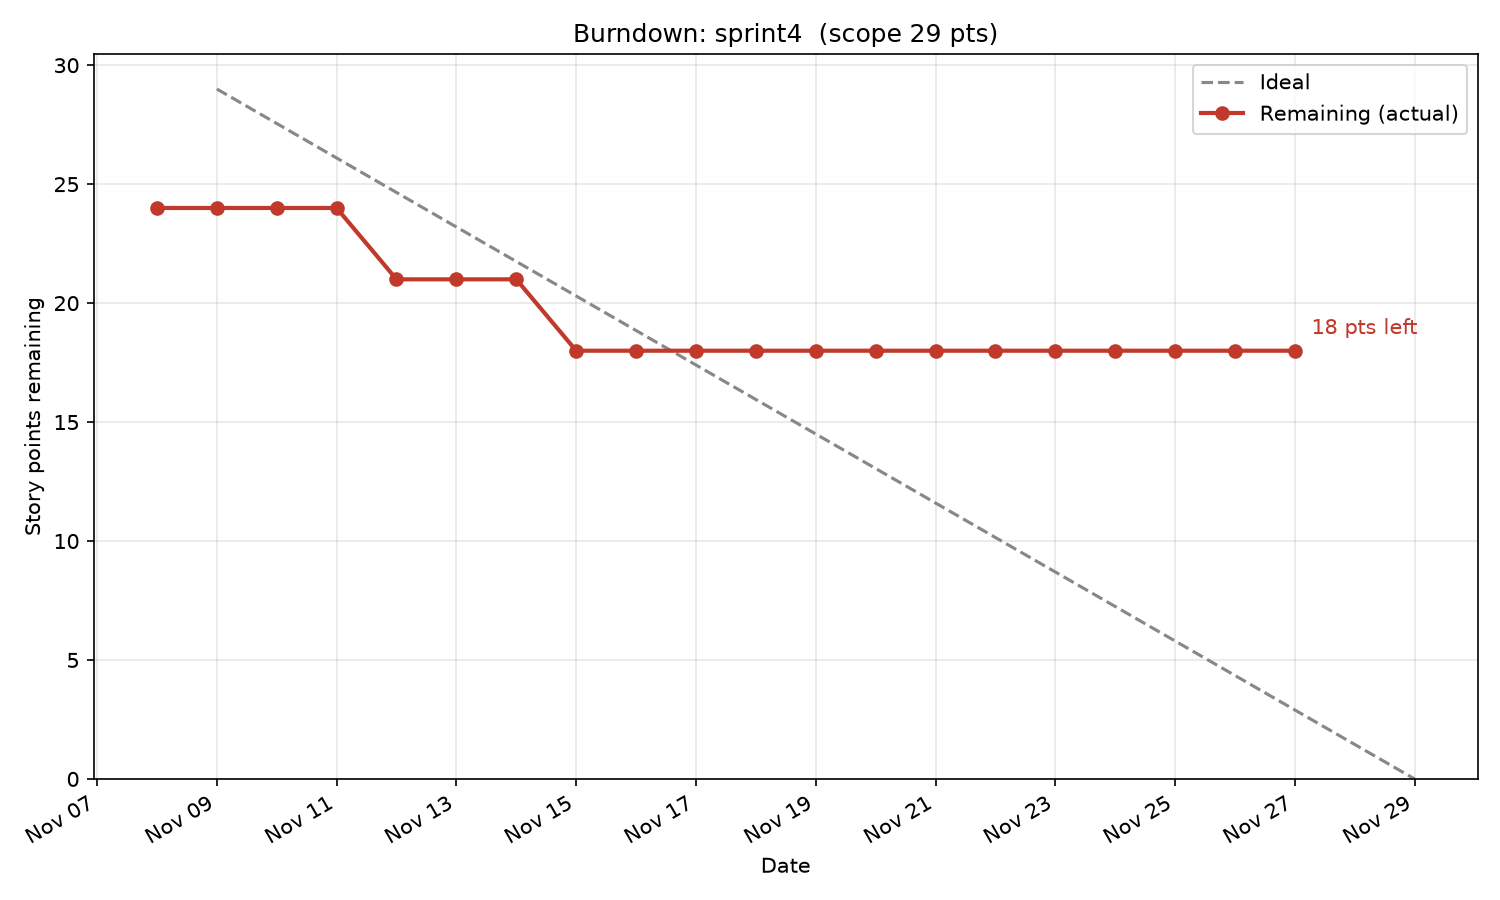 Burndown: sprint4  (scope 29 pts)
Ideal
Remaining (actual)
18 pts left
Story points remaining
30
25
20
15
10
5
0
Nov 07
Nov 09
Nov 11
Nov 13
Nov 15
Nov 17
Nov 19
Nov 21
Nov 23
Nov 25
Nov 27
Nov 29
Date